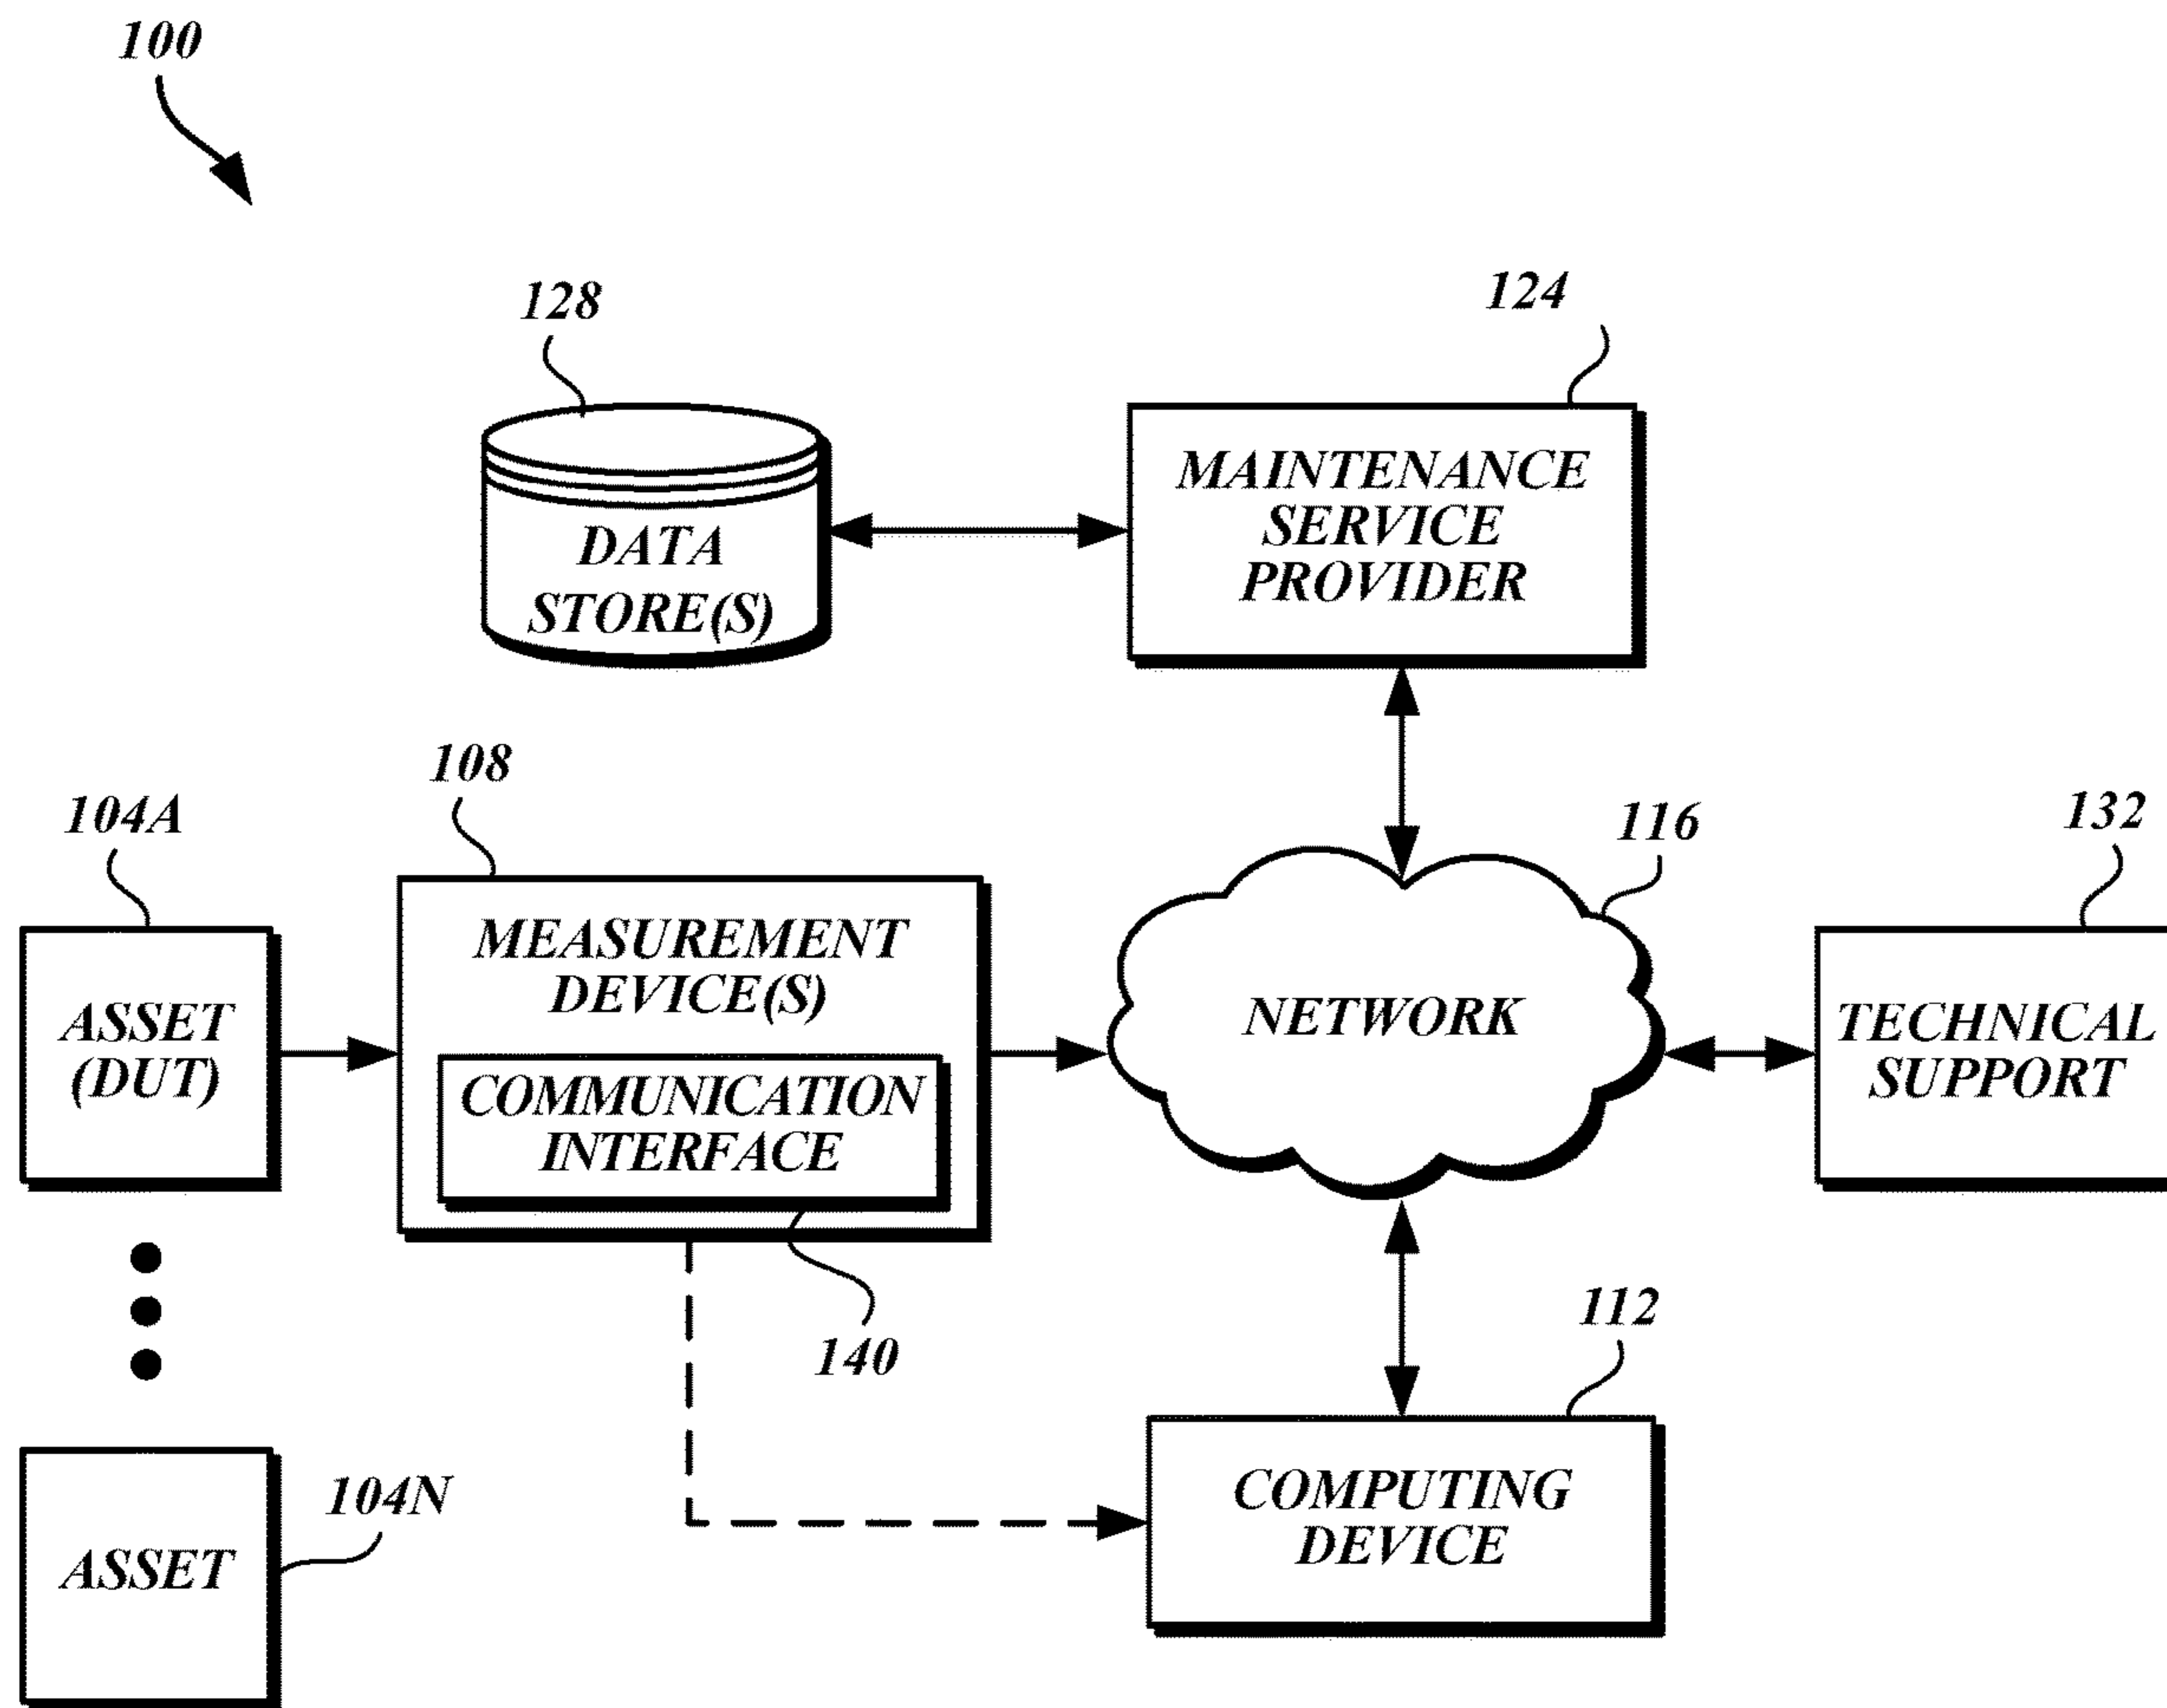 100
128
124
DATA
STORE(S)
MAINTENANCE
SERVICE
PROVIDER
108
104A
116
132
ASSET
(DUT)
MEASUREMENT
DEVICE(S)
COMMUNICATION
INTERFACE
NETWORK
TECHNICAL
SUPPORT
140
112
104N
ASSET
COMPUTING
DEVICE